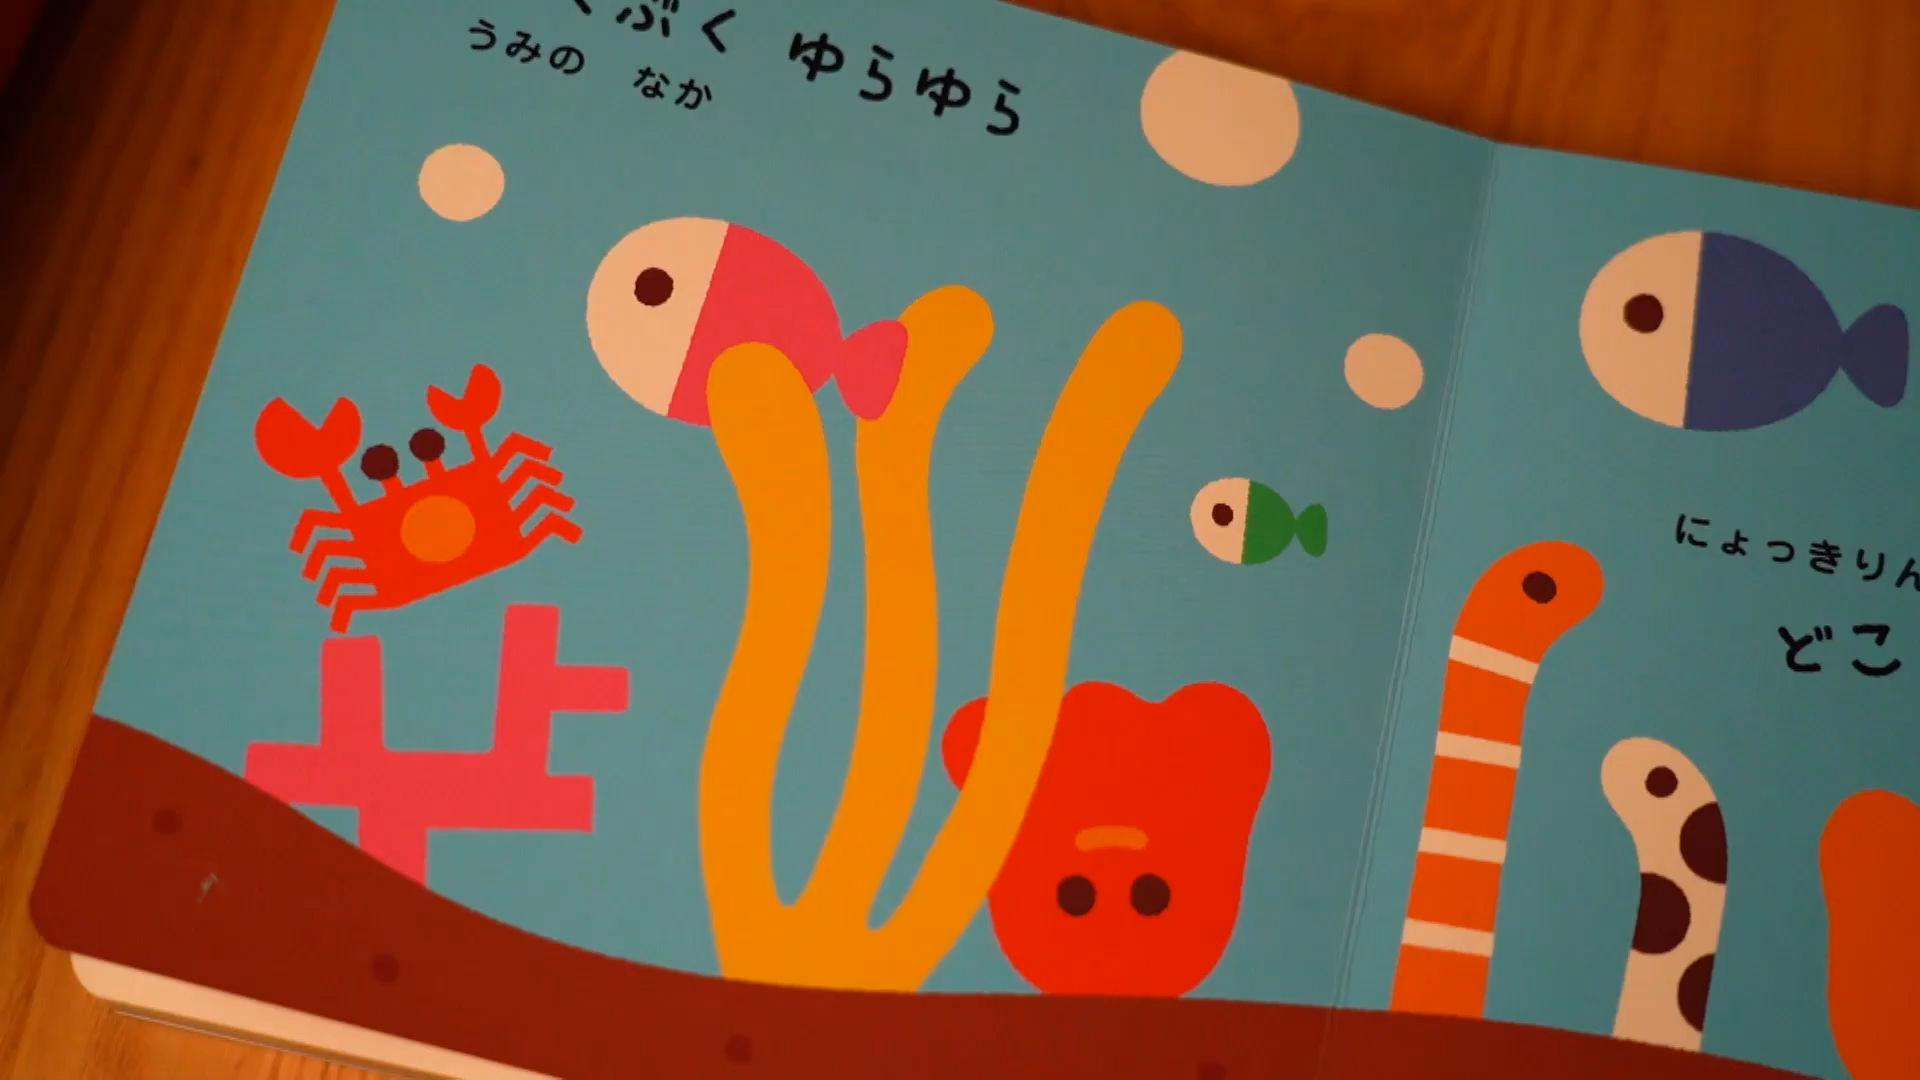 ぶく ゆらゆら
うみの なか
にょっきりん
どこ